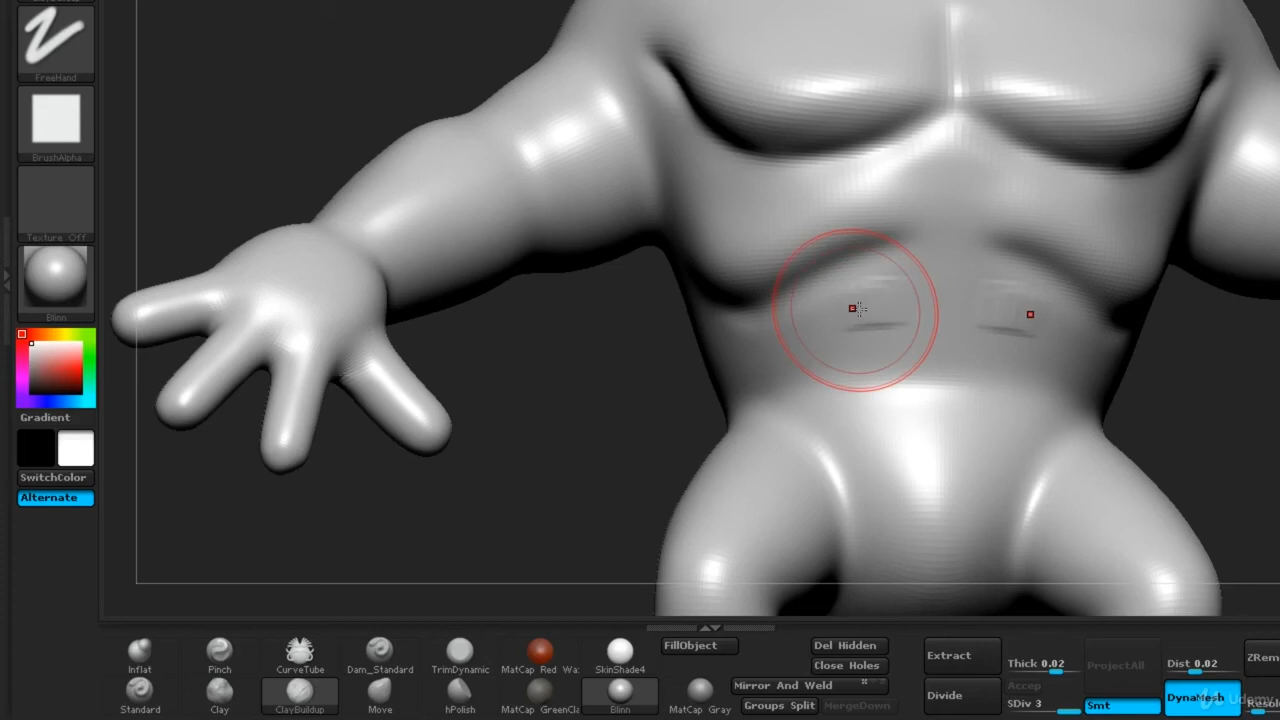 FreeHand
BrushAlpha
Texture Off
Blinn
Gradient
SwitchColor
Alternate
Inflat
Pinch
CurveTube
Dam_Standard
TrimDynamic
MatCap Red Wa:
SkinShade4
Standard
Clay
ClayBuildup
Move
hPolish
MatCap GreenCla
Blinn
MatCap Gray
FillObject
Del Hidden
Close Holes
Mirror And Weld
Groups Split
MergeDown
Extract
Divide
Thick 0.02
Accep
SDiv 3
ProjectAll
Smt
Dist 0.02
DynaMesh
ZRem
Udemy